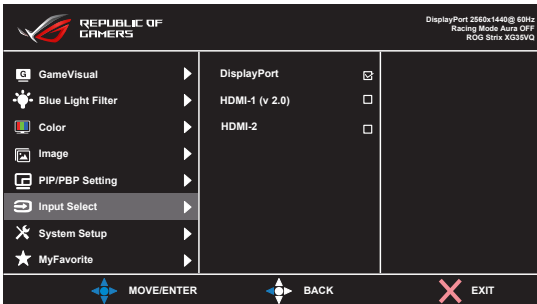 REPUBLIC OF
GAMERS
DisplayPort 2560x1440@ 60Hz
Racing Mode Aura OFF
ROG Strix XG35VQ
G GameVisual
Blue Light Filter
Color
Image
PIP/PBP Setting
Input Select
System Setup
MyFavorite
DisplayPort
HDMI-1 (v 2.0)
HDMI-2
MOVE/ENTER
BACK
EXIT